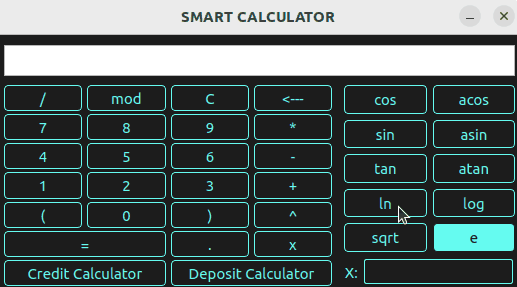 SMART CALCULATOR
/ mod C <--- cos acos
7 8 9 * sin asin
4 5 6 - tan atan
1 2 3 + ln log
( 0 ) ^ sqrt e
= . x
Credit Calculator Deposit Calculator X: